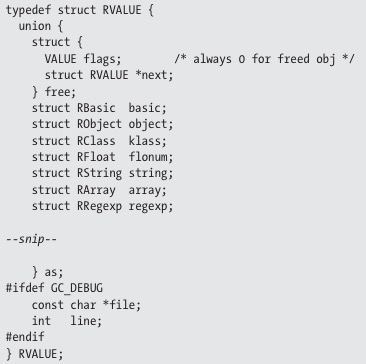 typedef struct RVALUE {
  union {
    struct {
      VALUE flags;        /* always 0 for freed obj */
      struct RVALUE *next;
    } free;
    struct RBasic  basic;
    struct RObject object;
    struct RClass  klass;
    struct RFloat  flonum;
    struct RString string;
    struct RArray  array;
    struct RRegexp regexp;
--snip--
    } as;
#ifdef GC_DEBUG
    const char *file;
    int   line;
#endif
} RVALUE;